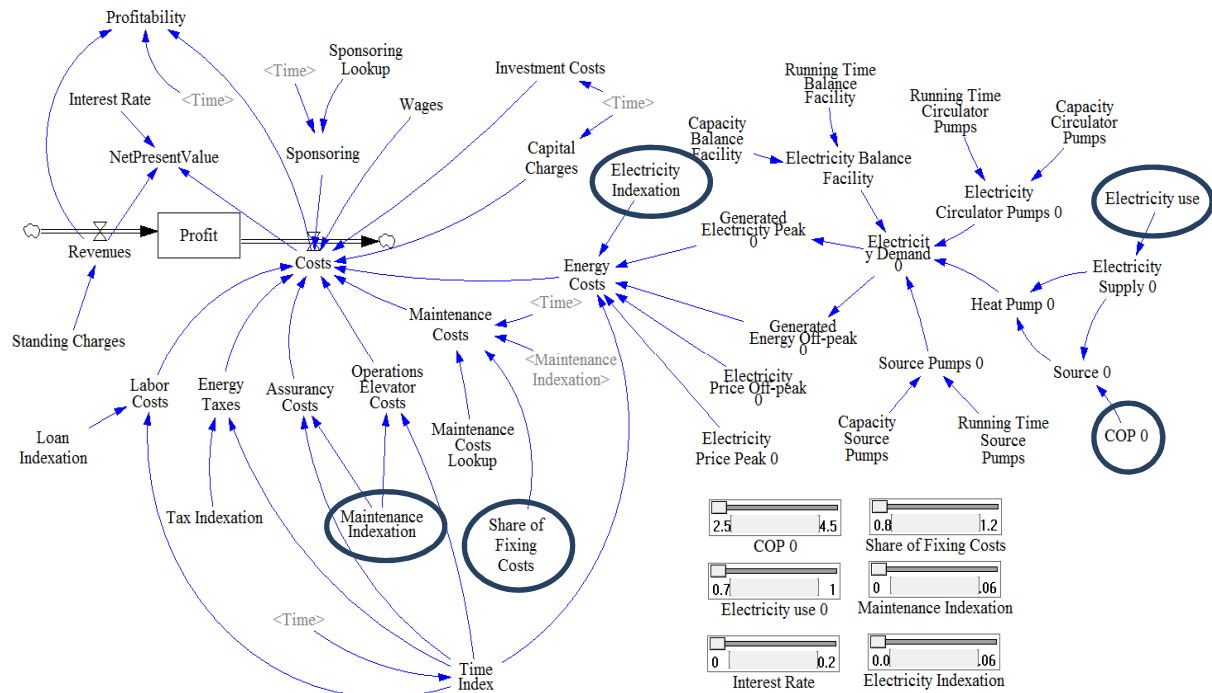 Profitability
<Time>
Interest Rate
NetPresentValue
<Time>
Sponsoring
Lookup
Sponsoring
Wages
Investment Costs
<Time>
Capital
Charges
Revenues
Profit
Costs
Standing Charges
Electricity
Indexation
Capacity
Balance
Facility
Running Time
Balance
Facility
Electricity Balance
Facility
Running Time
Circulator
Pumps
Capacity
Circulator
Pumps
Electricity
Circulator Pumps 0
Electricity use
Generated
Electricity Peak
0
Electricit
y Demand
0
Electricity
Supply 0
Energy
Costs
Heat Pump 0
Generated
Energy Off-peak
0
Source Pumps 0
Source 0
Electricity
Price Off-peak
0
Electricity
Price Peak 0
Capacity
Source
Pumps
Running Time
Source
Pumps
COP 0
<Time>
Maintenance
Costs
<Maintenance
Indexation>
Labor
Costs
Energy
Taxes
Assurancy
Costs
Operations
Elevator
Costs
Maintenance
Costs
Lookup
Loan
Indexation
Tax Indexation
Maintenance
Indexation
Share of
Fixing
Costs
<Time>
Time
Index
2.5 4.5
COP 0
0.8 1.2
Share of Fixing Costs
0.7 1
Electricity use 0
0 .06
Maintenance Indexation
0 0.2
Interest Rate
0.0 .06
Electricity Indexation